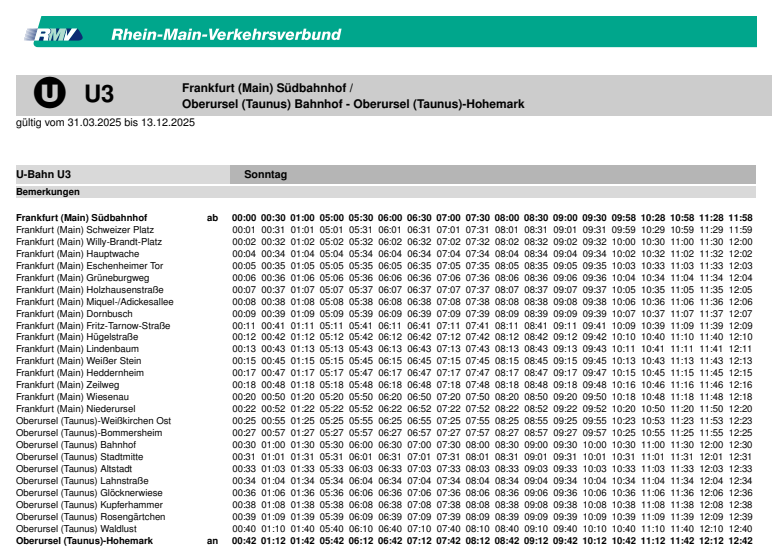 RMV Rhein-Main-Verkehrsverbund
U U3 Frankfurt (Main) Südbahnhof /
Oberursel (Taunus) Bahnhof - Oberursel (Taunus)-Hohemark
gültig vom 31.03.2025 bis 13.12.2025
U-Bahn U3 Sonntag
Bemerkungen
Frankfurt (Main) Südbahnhof ab 00:00 00:30 01:00 05:00 05:30 06:00 06:30 07:00 07:30 08:00 08:30 09:00 09:30 09:58 10:28 10:58 11:28 11:58
Frankfurt (Main) Schweizer Platz 00:01 00:31 01:01 05:01 05:31 06:01 06:31 07:01 07:31 08:01 08:31 09:01 09:31 09:59 10:29 10:59 11:29 11:59
Frankfurt (Main) Willy-Brandt-Platz 00:02 00:32 01:02 05:02 05:32 06:02 06:32 07:02 07:32 08:02 08:32 09:02 09:32 10:00 10:30 11:00 11:30 12:00
Frankfurt (Main) Hauptwache 00:04 00:34 01:04 05:04 05:34 06:04 06:34 07:04 07:34 08:04 08:34 09:04 09:34 10:02 10:32 11:02 11:32 12:02
Frankfurt (Main) Eschenheimer Tor 00:05 00:35 01:05 05:05 05:35 06:05 06:35 07:05 07:35 08:05 08:35 09:05 09:35 10:03 10:33 11:03 11:33 12:03
Frankfurt (Main) Grüneburgweg 00:06 00:36 01:06 05:06 05:36 06:06 06:36 07:06 07:36 08:06 08:36 09:06 09:36 10:04 10:34 11:04 11:34 12:04
Frankfurt (Main) Holzhausenstraße 00:07 00:37 01:07 05:07 05:37 06:07 06:37 07:07 07:37 08:07 08:37 09:07 09:37 10:05 10:35 11:05 11:35 12:05
Frankfurt (Main) Miquel-/Adickesallee 00:08 00:38 01:08 05:08 05:38 06:08 06:38 07:08 07:38 08:08 08:38 09:08 09:38 10:06 10:36 11:06 11:36 12:06
Frankfurt (Main) Dornbusch 00:09 00:39 01:09 05:09 05:39 06:09 06:39 07:09 07:39 08:09 08:39 09:09 09:39 10:07 10:37 11:07 11:37 12:07
Frankfurt (Main) Fritz-Tarnow-Straße 00:11 00:41 01:11 05:11 05:41 06:11 06:41 07:11 07:41 08:11 08:41 09:11 09:41 10:09 10:39 11:09 11:39 12:09
Frankfurt (Main) Hügelstraße 00:12 00:42 01:12 05:12 05:42 06:12 06:42 07:12 07:42 08:12 08:42 09:12 09:42 10:10 10:40 11:10 11:40 12:10
Frankfurt (Main) Lindenbaum 00:13 00:43 01:13 05:13 05:43 06:13 06:43 07:13 07:43 08:13 08:43 09:13 09:43 10:11 10:41 11:11 11:41 12:11
Frankfurt (Main) Weißer Stein 00:15 00:45 01:15 05:15 05:45 06:15 06:45 07:15 07:45 08:15 08:45 09:15 09:45 10:13 10:43 11:13 11:43 12:13
Frankfurt (Main) Heddernheim 00:17 00:47 01:17 05:17 05:47 06:17 06:47 07:17 07:47 08:17 08:47 09:17 09:47 10:15 10:45 11:15 11:45 12:15
Frankfurt (Main) Zeilweg 00:18 00:48 01:18 05:18 05:48 06:18 06:48 07:18 07:48 08:18 08:48 09:18 09:48 10:16 10:46 11:16 11:46 12:16
Frankfurt (Main) Wiesenau 00:20 00:50 01:20 05:20 05:50 06:20 06:50 07:20 07:50 08:20 08:50 09:20 09:50 10:18 10:48 11:18 11:48 12:18
Frankfurt (Main) Niederursel 00:22 00:52 01:22 05:22 05:52 06:22 06:52 07:22 07:52 08:22 08:52 09:22 09:52 10:20 10:50 11:20 11:50 12:20
Oberursel (Taunus)-Weißkirchen Ost 00:25 00:55 01:25 05:25 05:55 06:25 06:55 07:25 07:55 08:25 08:55 09:25 09:55 10:23 10:53 11:23 11:53 12:23
Oberursel (Taunus)-Bommersheim 00:27 00:57 01:27 05:27 05:57 06:27 06:57 07:27 07:57 08:27 08:57 09:27 09:57 10:25 10:55 11:25 11:55 12:25
Oberursel (Taunus) Bahnhof 00:30 01:00 01:30 05:30 06:00 06:30 07:00 07:30 08:00 08:30 09:00 09:30 10:00 10:30 11:00 11:30 12:00 12:30
Oberursel (Taunus) Stadtmitte 00:31 01:01 01:31 05:31 06:01 06:31 07:01 07:31 08:01 08:31 09:01 09:31 10:01 10:31 11:01 11:31 12:01 12:31
Oberursel (Taunus) Altstadt 00:33 01:03 01:33 05:33 06:03 06:33 07:03 07:33 08:03 08:33 09:03 09:33 10:03 10:33 11:03 11:33 12:03 12:33
Oberursel (Taunus) Lahnstraße 00:34 01:04 01:34 05:34 06:04 06:34 07:04 07:34 08:04 08:34 09:04 09:34 10:04 10:34 11:04 11:34 12:04 12:34
Oberursel (Taunus) Glöcknerwiese 00:36 01:06 01:36 05:36 06:06 06:36 07:06 07:36 08:06 08:36 09:06 09:36 10:06 10:36 11:06 11:36 12:06 12:36
Oberursel (Taunus) Kupferhammer 00:38 01:08 01:38 05:38 06:08 06:38 07:08 07:38 08:08 08:38 09:08 09:38 10:08 10:38 11:08 11:38 12:08 12:38
Oberursel (Taunus) Rosengärtchen 00:39 01:09 01:39 05:39 06:09 06:39 07:09 07:39 08:09 08:39 09:09 09:39 10:09 10:39 11:09 11:39 12:09 12:39
Oberursel (Taunus) Waldlust 00:40 01:10 01:40 05:40 06:10 06:40 07:10 07:40 08:10 08:40 09:10 09:40 10:10 10:40 11:10 11:40 12:10 12:40
Oberursel (Taunus)-Hohemark an 00:42 01:12 01:42 05:42 06:12 06:42 07:12 07:42 08:12 08:42 09:12 09:42 10:12 10:42 11:12 11:42 12:12 12:42